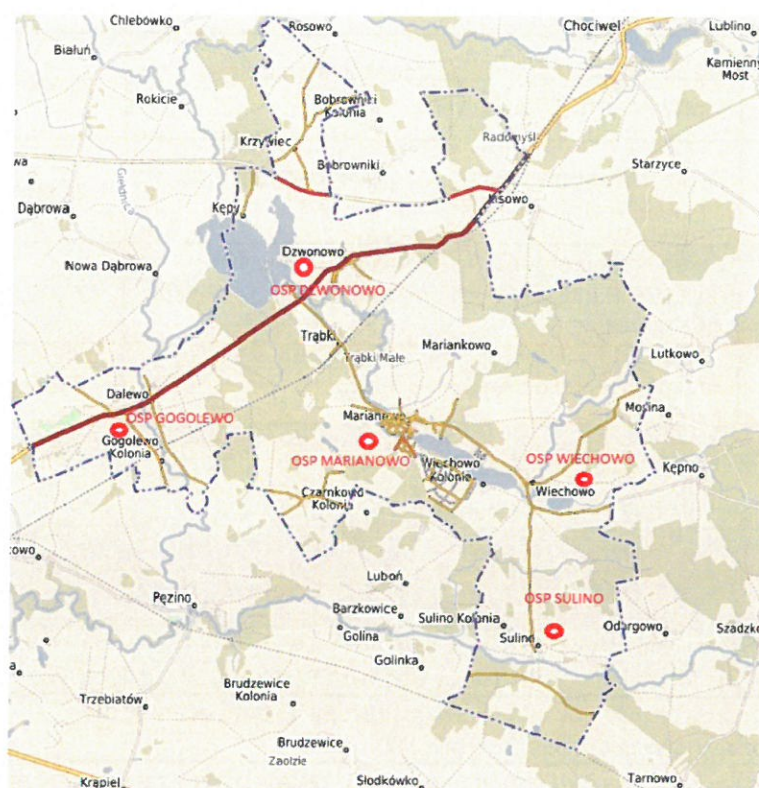 Chlebówko
Rosowo
Chociwel
Lublino
Białuń
Kamienny
Most
Rokicie
Bobrowniki
Kolonia
Krzywiec
Radomyśl
Bobrowniki
Starzyce
Dąbrowa
Kępy
Lisowo
Dzwonowo
Nowa Dąbrowa
OSP DZWONOWO
Trąbki
Trąbki Małe
Mariankowo
Lutkowo
Dalewo
OSP GOGOLEWO
Marianowo
Mosina
Gogolewo
Kolonia
OSP MARIANOWO
Wiechowo
Kolonia
OSP WIECHOWO
Kępno
Wiechowo
Czarnkowo
Kolonia
Luboń
Pęzino
Barzkowice
Sulino Kolonia
OSP SULINO
Golina
Sulino
Odargowo
Golinka
Trzebiatów
Brudzewice
Kolonia
Brudzewice
Zaolzie
Krąpiel
Słodkówko
Tarnowo